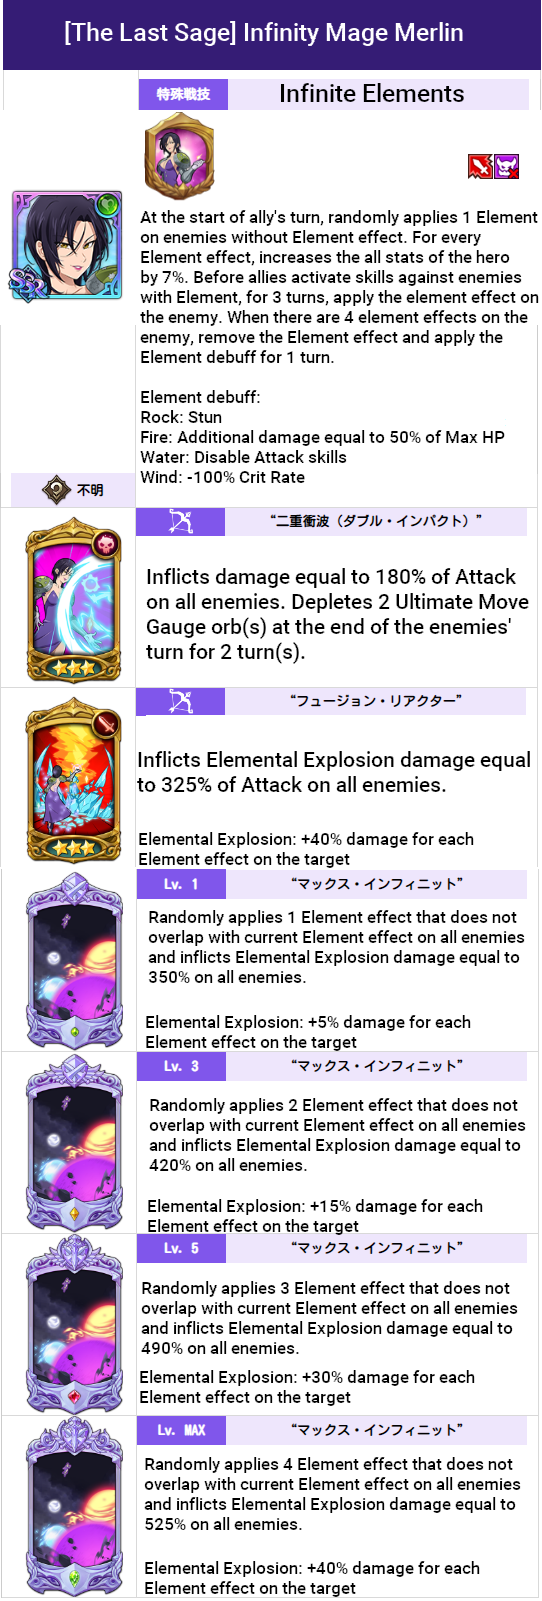 [The Last Sage] Infinity Mage Merlin
特殊戦技
Infinite Elements
At the start of ally's turn, randomly applies 1 Element
on enemies without Element effect. For every
Element effect, increases the all stats of the hero
by 7%. Before allies activate skills against enemies
with Element, for 3 turns, apply the element effect on
the enemy. When there are 4 element effects on the
enemy, remove the Element effect and apply the
Element debuff for 1 turn.
SSR
Element debuff:
Rock: Stun
Fire: Additional damage equal to 50% of Max HP
Water: Disable Attack skills
Wind: -100% Crit Rate
不明
“二重衝波（ダブル・インパクト）”
Inflicts damage equal to 180% of Attack
on all enemies. Depletes 2 Ultimate Move
Gauge orb(s) at the end of the enemies'
turn for 2 turn(s).
“フュージョン・リアクター”
Inflicts Elemental Explosion damage equal
to 325% of Attack on all enemies.
Elemental Explosion: +40% damage for each
Element effect on the target
Lv. 1
“マックス・インフィニット”
Randomly applies 1 Element effect that does not
overlap with current Element effect on all enemies
and inflicts Elemental Explosion damage equal to
350% on all enemies.
Elemental Explosion: +5% damage for each
Element effect on the target
Lv. 3
“マックス・インフィニット”
Randomly applies 2 Element effect that does not
overlap with current Element effect on all enemies
and inflicts Elemental Explosion damage equal to
420% on all enemies.
Elemental Explosion: +15% damage for each
Element effect on the target
Lv. 5
“マックス・インフィニット”
Randomly applies 3 Element effect that does not
overlap with current Element effect on all enemies
and inflicts Elemental Explosion damage equal to
490% on all enemies.
Elemental Explosion: +30% damage for each
Element effect on the target
Lv. MAX
“マックス・インフィニット”
Randomly applies 4 Element effect that does not
overlap with current Element effect on all enemies
and inflicts Elemental Explosion damage equal to
525% on all enemies.
Elemental Explosion: +40% damage for each
Element effect on the target